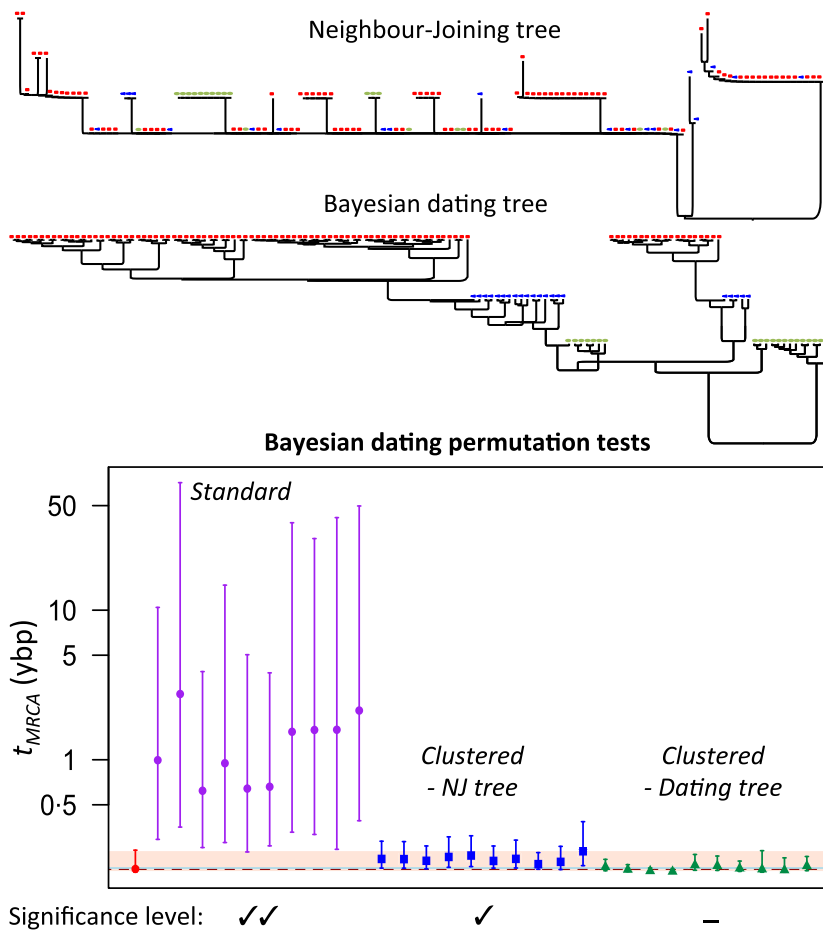 Neighbour-Joining tree
Bayesian dating tree
Bayesian dating permutation tests
Standard
50
10
5
1
0·5
tMRCA (ybp)
Clustered
- NJ tree
Clustered
- Dating tree
Significance level: ✓✓ ✓ –